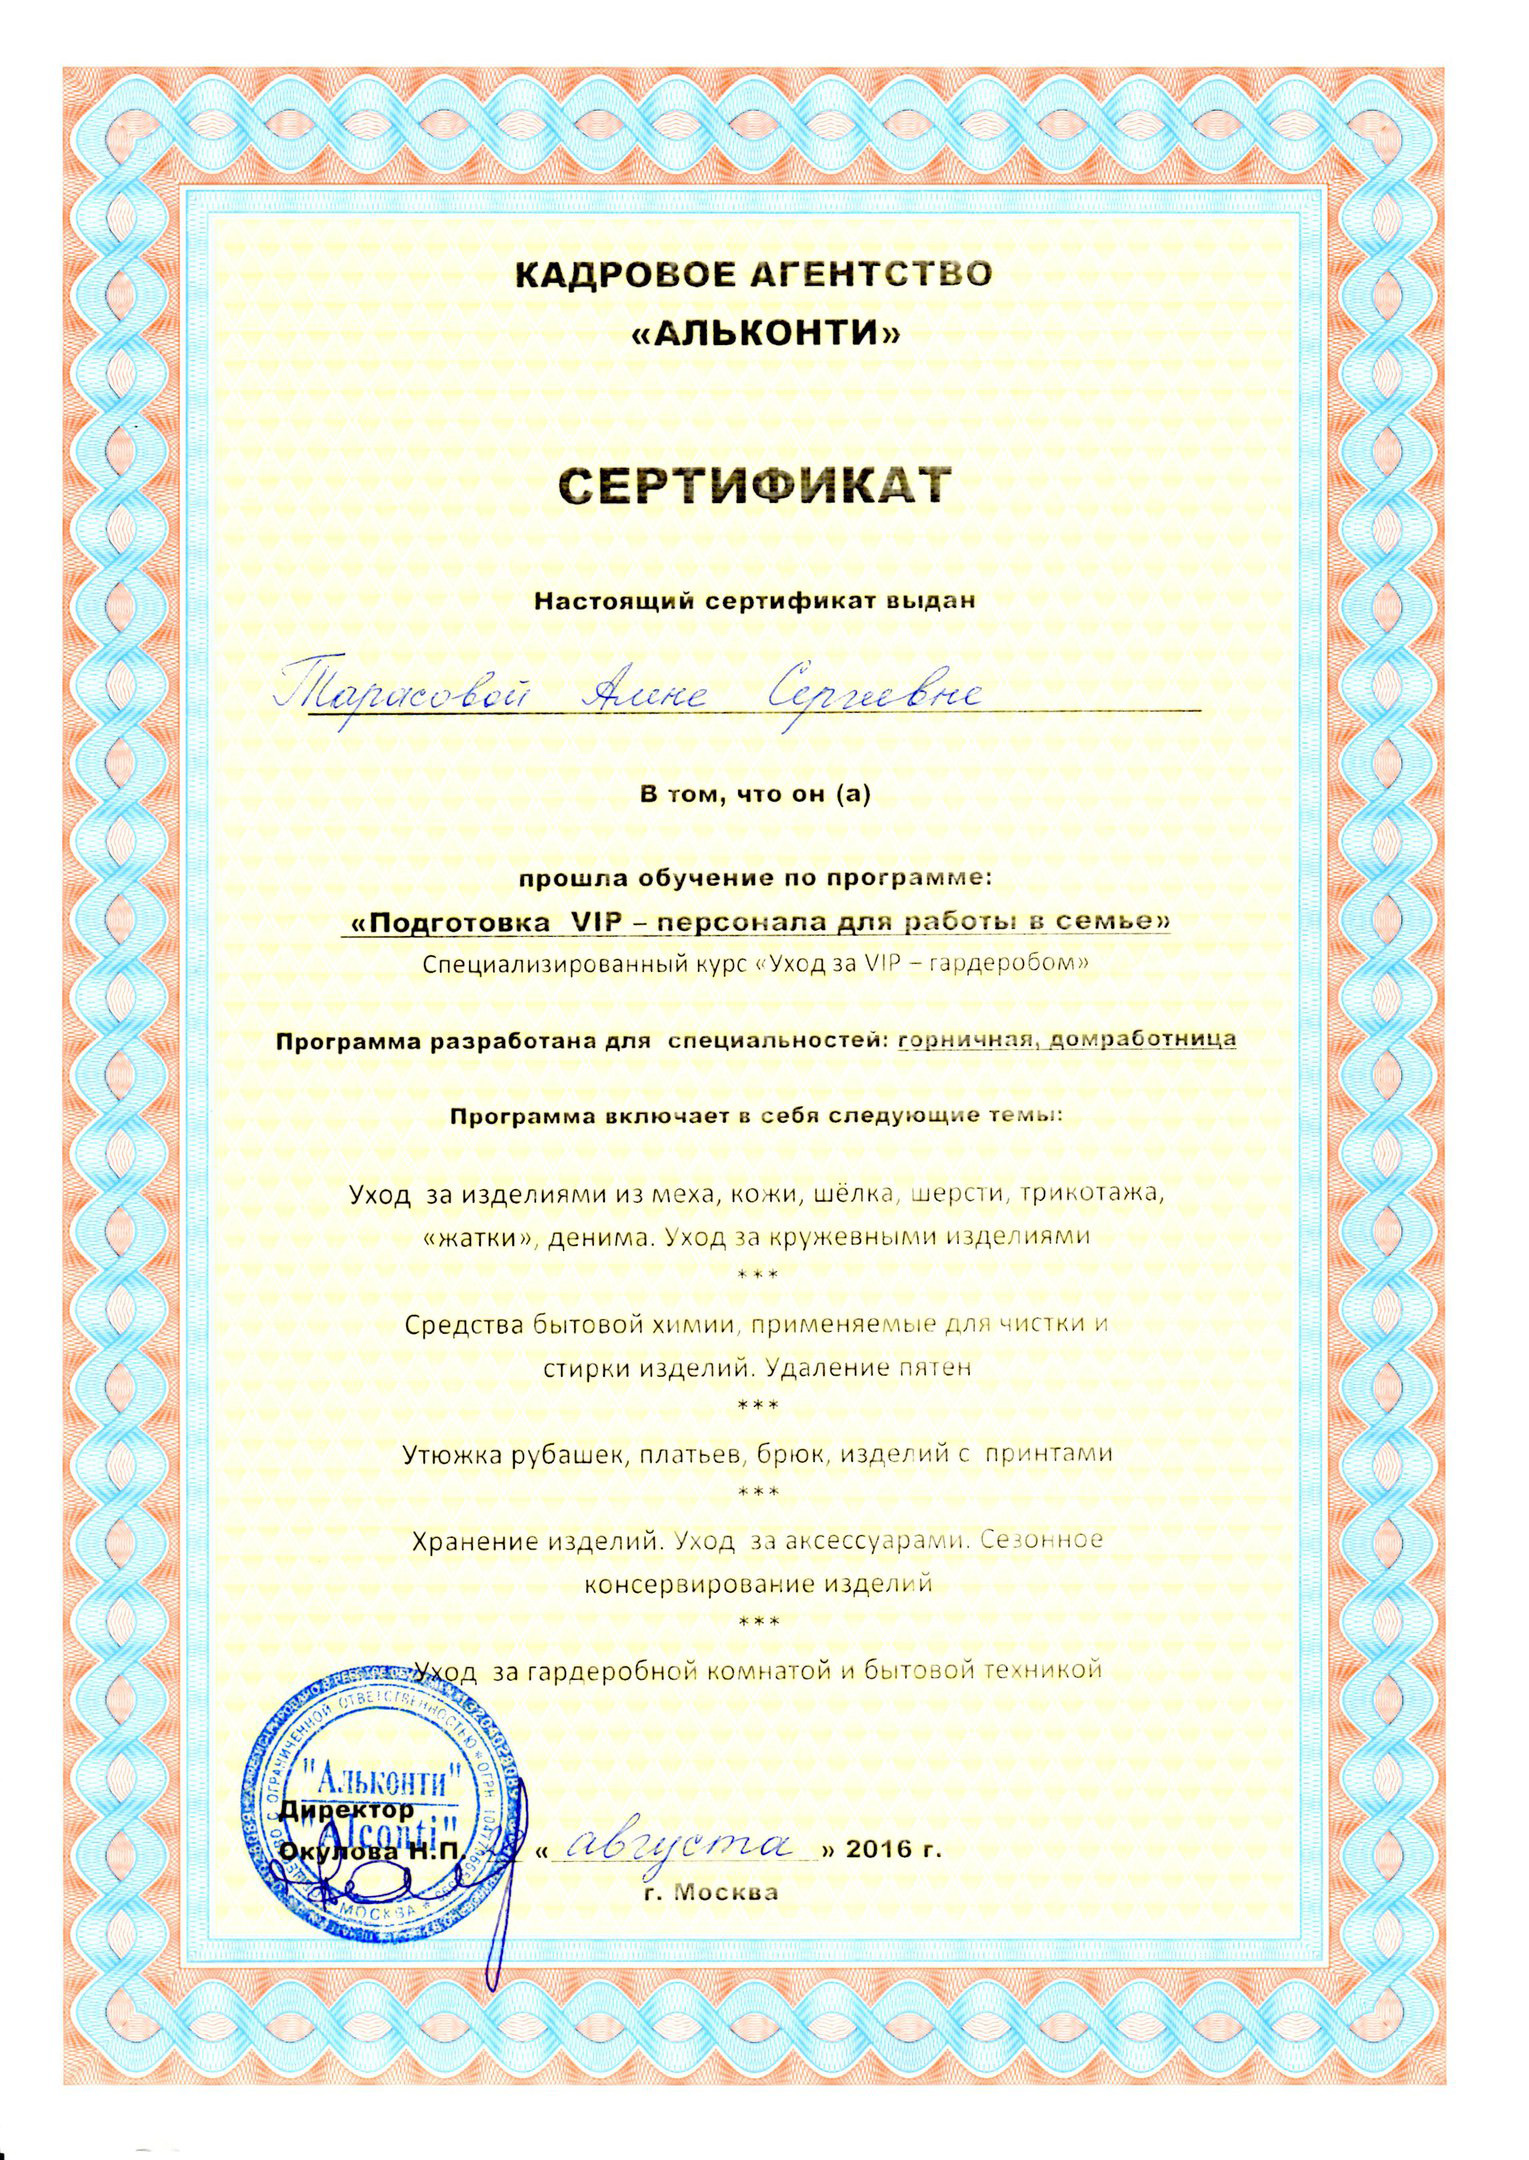 КАДРОВОЕ АГЕНТСТВО
«АЛЬКОНТИ»
СЕРТИФИКАТ
Настоящий сертификат выдан
Тарасовой Алене Сергеевне
В том, что он (а)
прошла обучение по программе:
«Подготовка VIP – персонала для работы в семье»
Специализированный курс «Уход за VIP – гардеробом»
Программа разработана для специальностей: горничная, домработница
Программа включает в себя следующие темы:
Уход за изделиями из меха, кожи, шёлка, шерсти, трикотажа,
«жатки», денима. Уход за кружевными изделиями
***
Средства бытовой химии, применяемые для чистки и
стирки изделий. Удаление пятен
***
Утюжка рубашек, платьев, брюк, изделий с принтами
***
Хранение изделий. Уход за аксессуарами. Сезонное
консервирование изделий
***
Уход за гардеробной комнатой и бытовой техникой
С ОГРАНИЧЕННОЙ ОТВЕТСТВЕННОСТЬЮ * ОГРН
"Альконти"
"Alconti"
МОСКВА
Директор
Окулова Н.П. « августа » 2016 г.
г. Москва